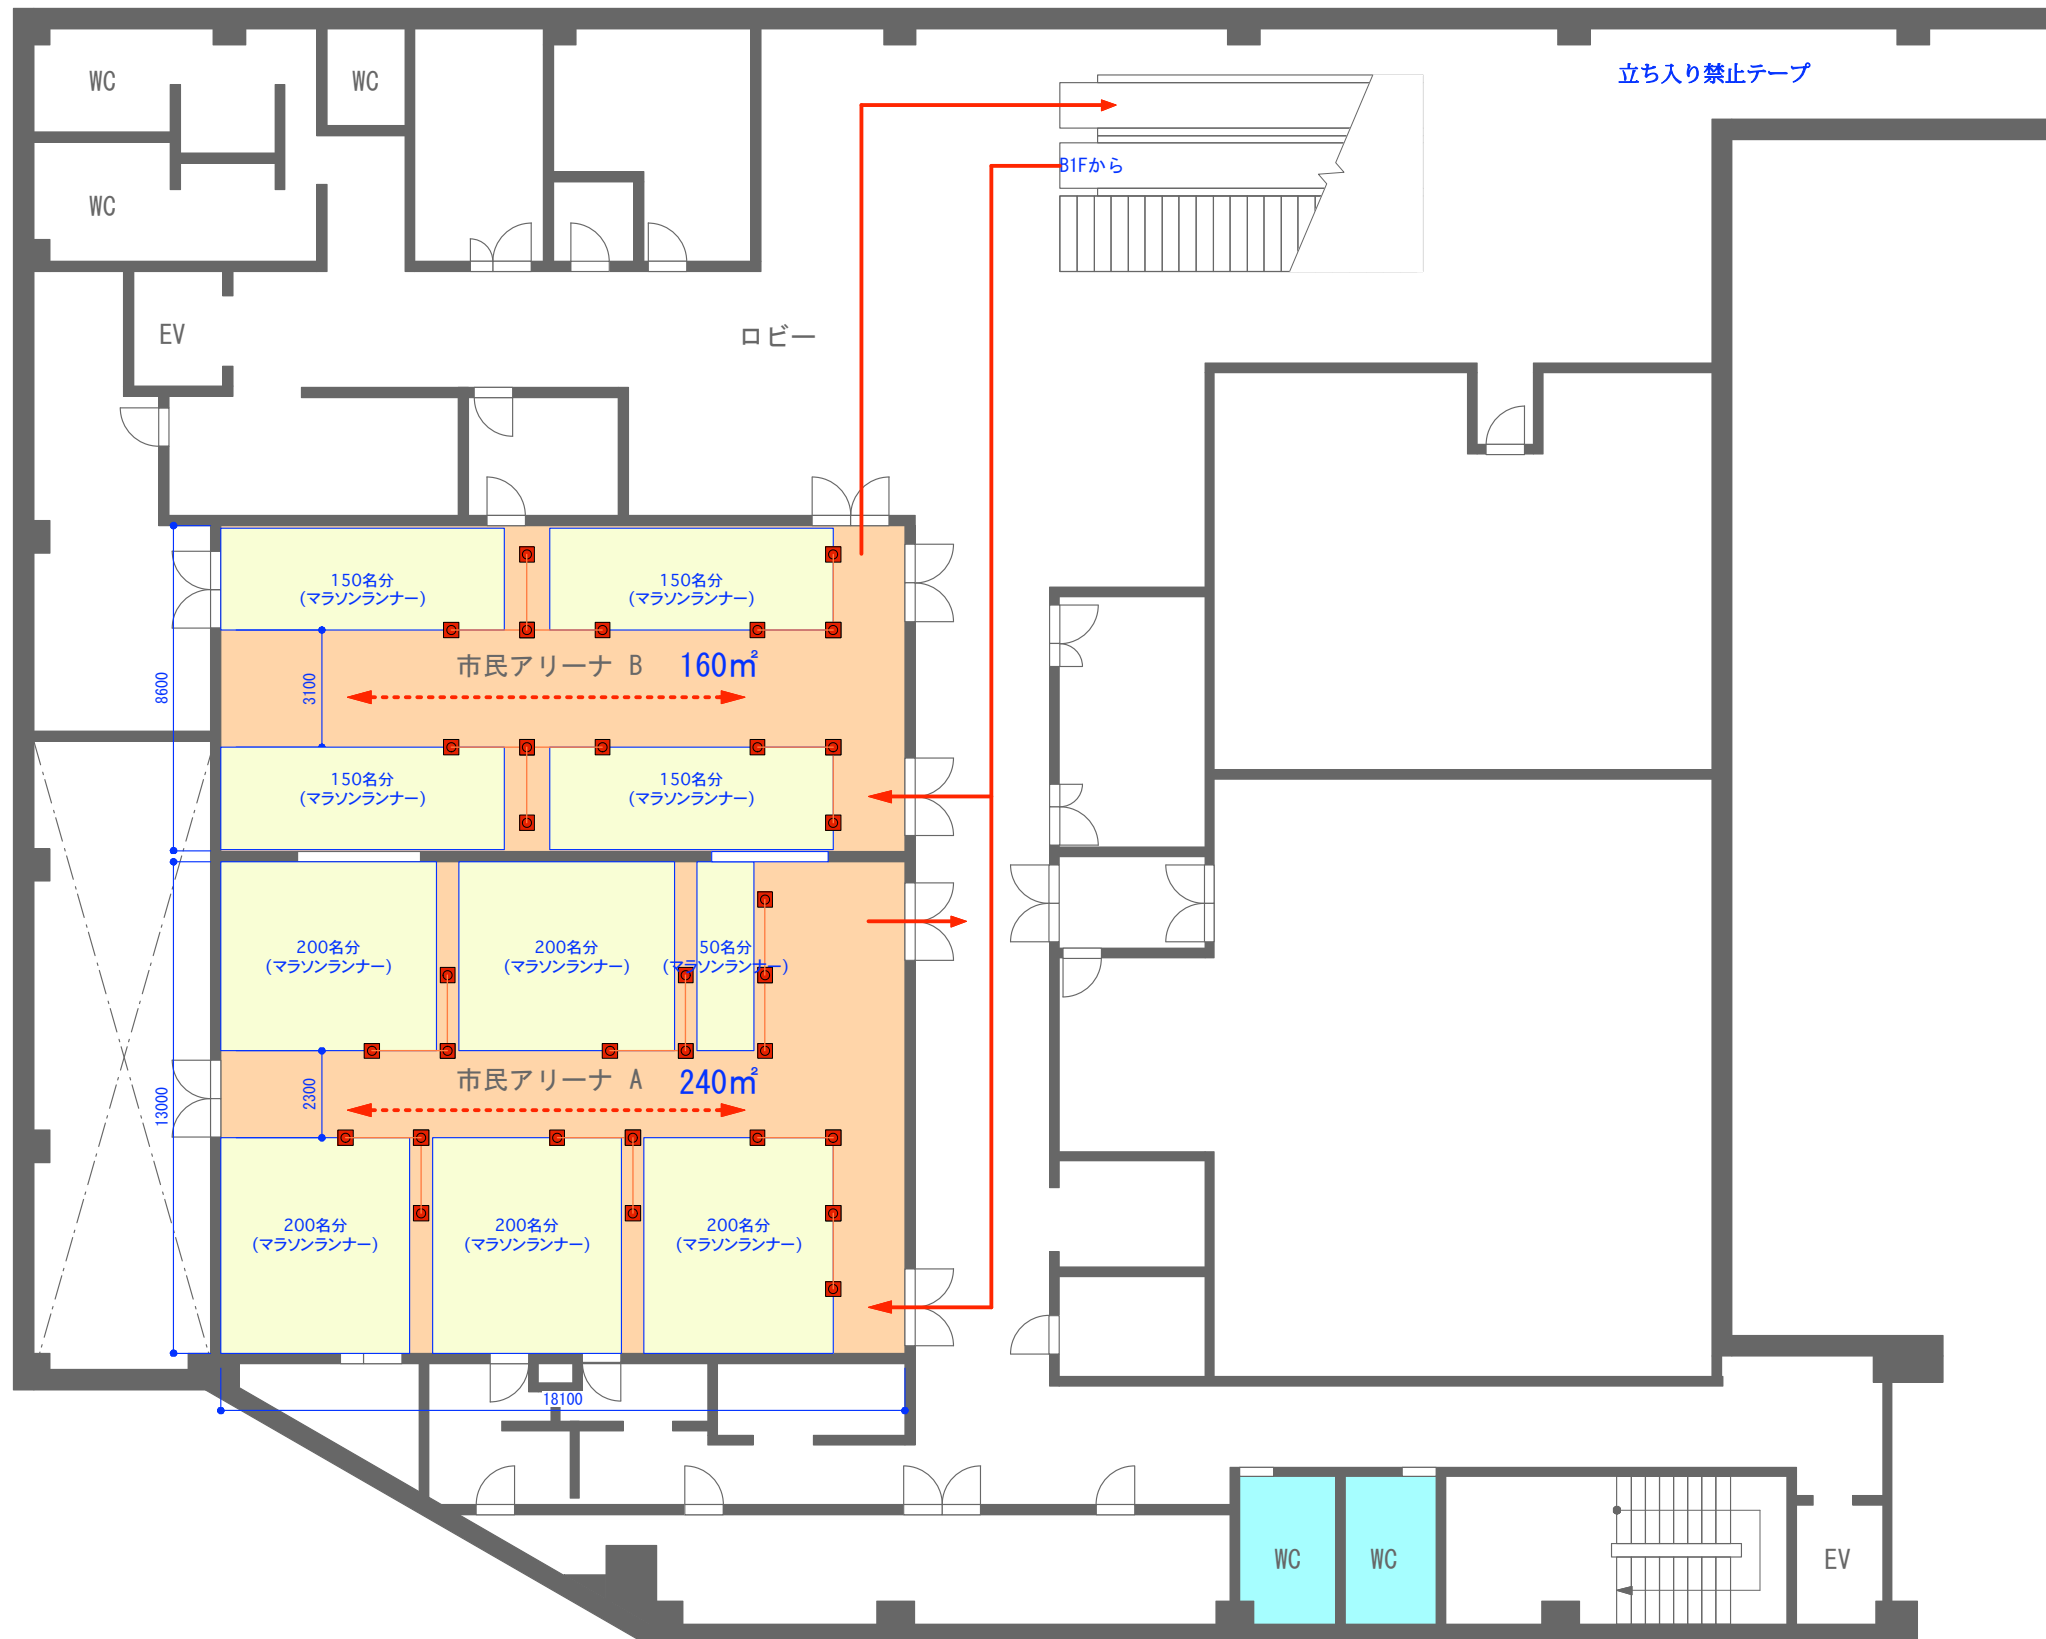 立ち入り禁止テープ
WC
WC
B1Fから
WC
EV
ロビー
150名分
(マラソンランナー)
150名分
(マラソンランナー)
市民アリーナ B 160㎡
8600
3100
150名分
(マラソンランナー)
150名分
(マラソンランナー)
200名分
(マラソンランナー)
200名分
(マラソンランナー)
50名分
(マラソンランナー)
市民アリーナ A 240㎡
13000
2300
200名分
(マラソンランナー)
200名分
(マラソンランナー)
200名分
(マラソンランナー)
18100
WC
WC
EV